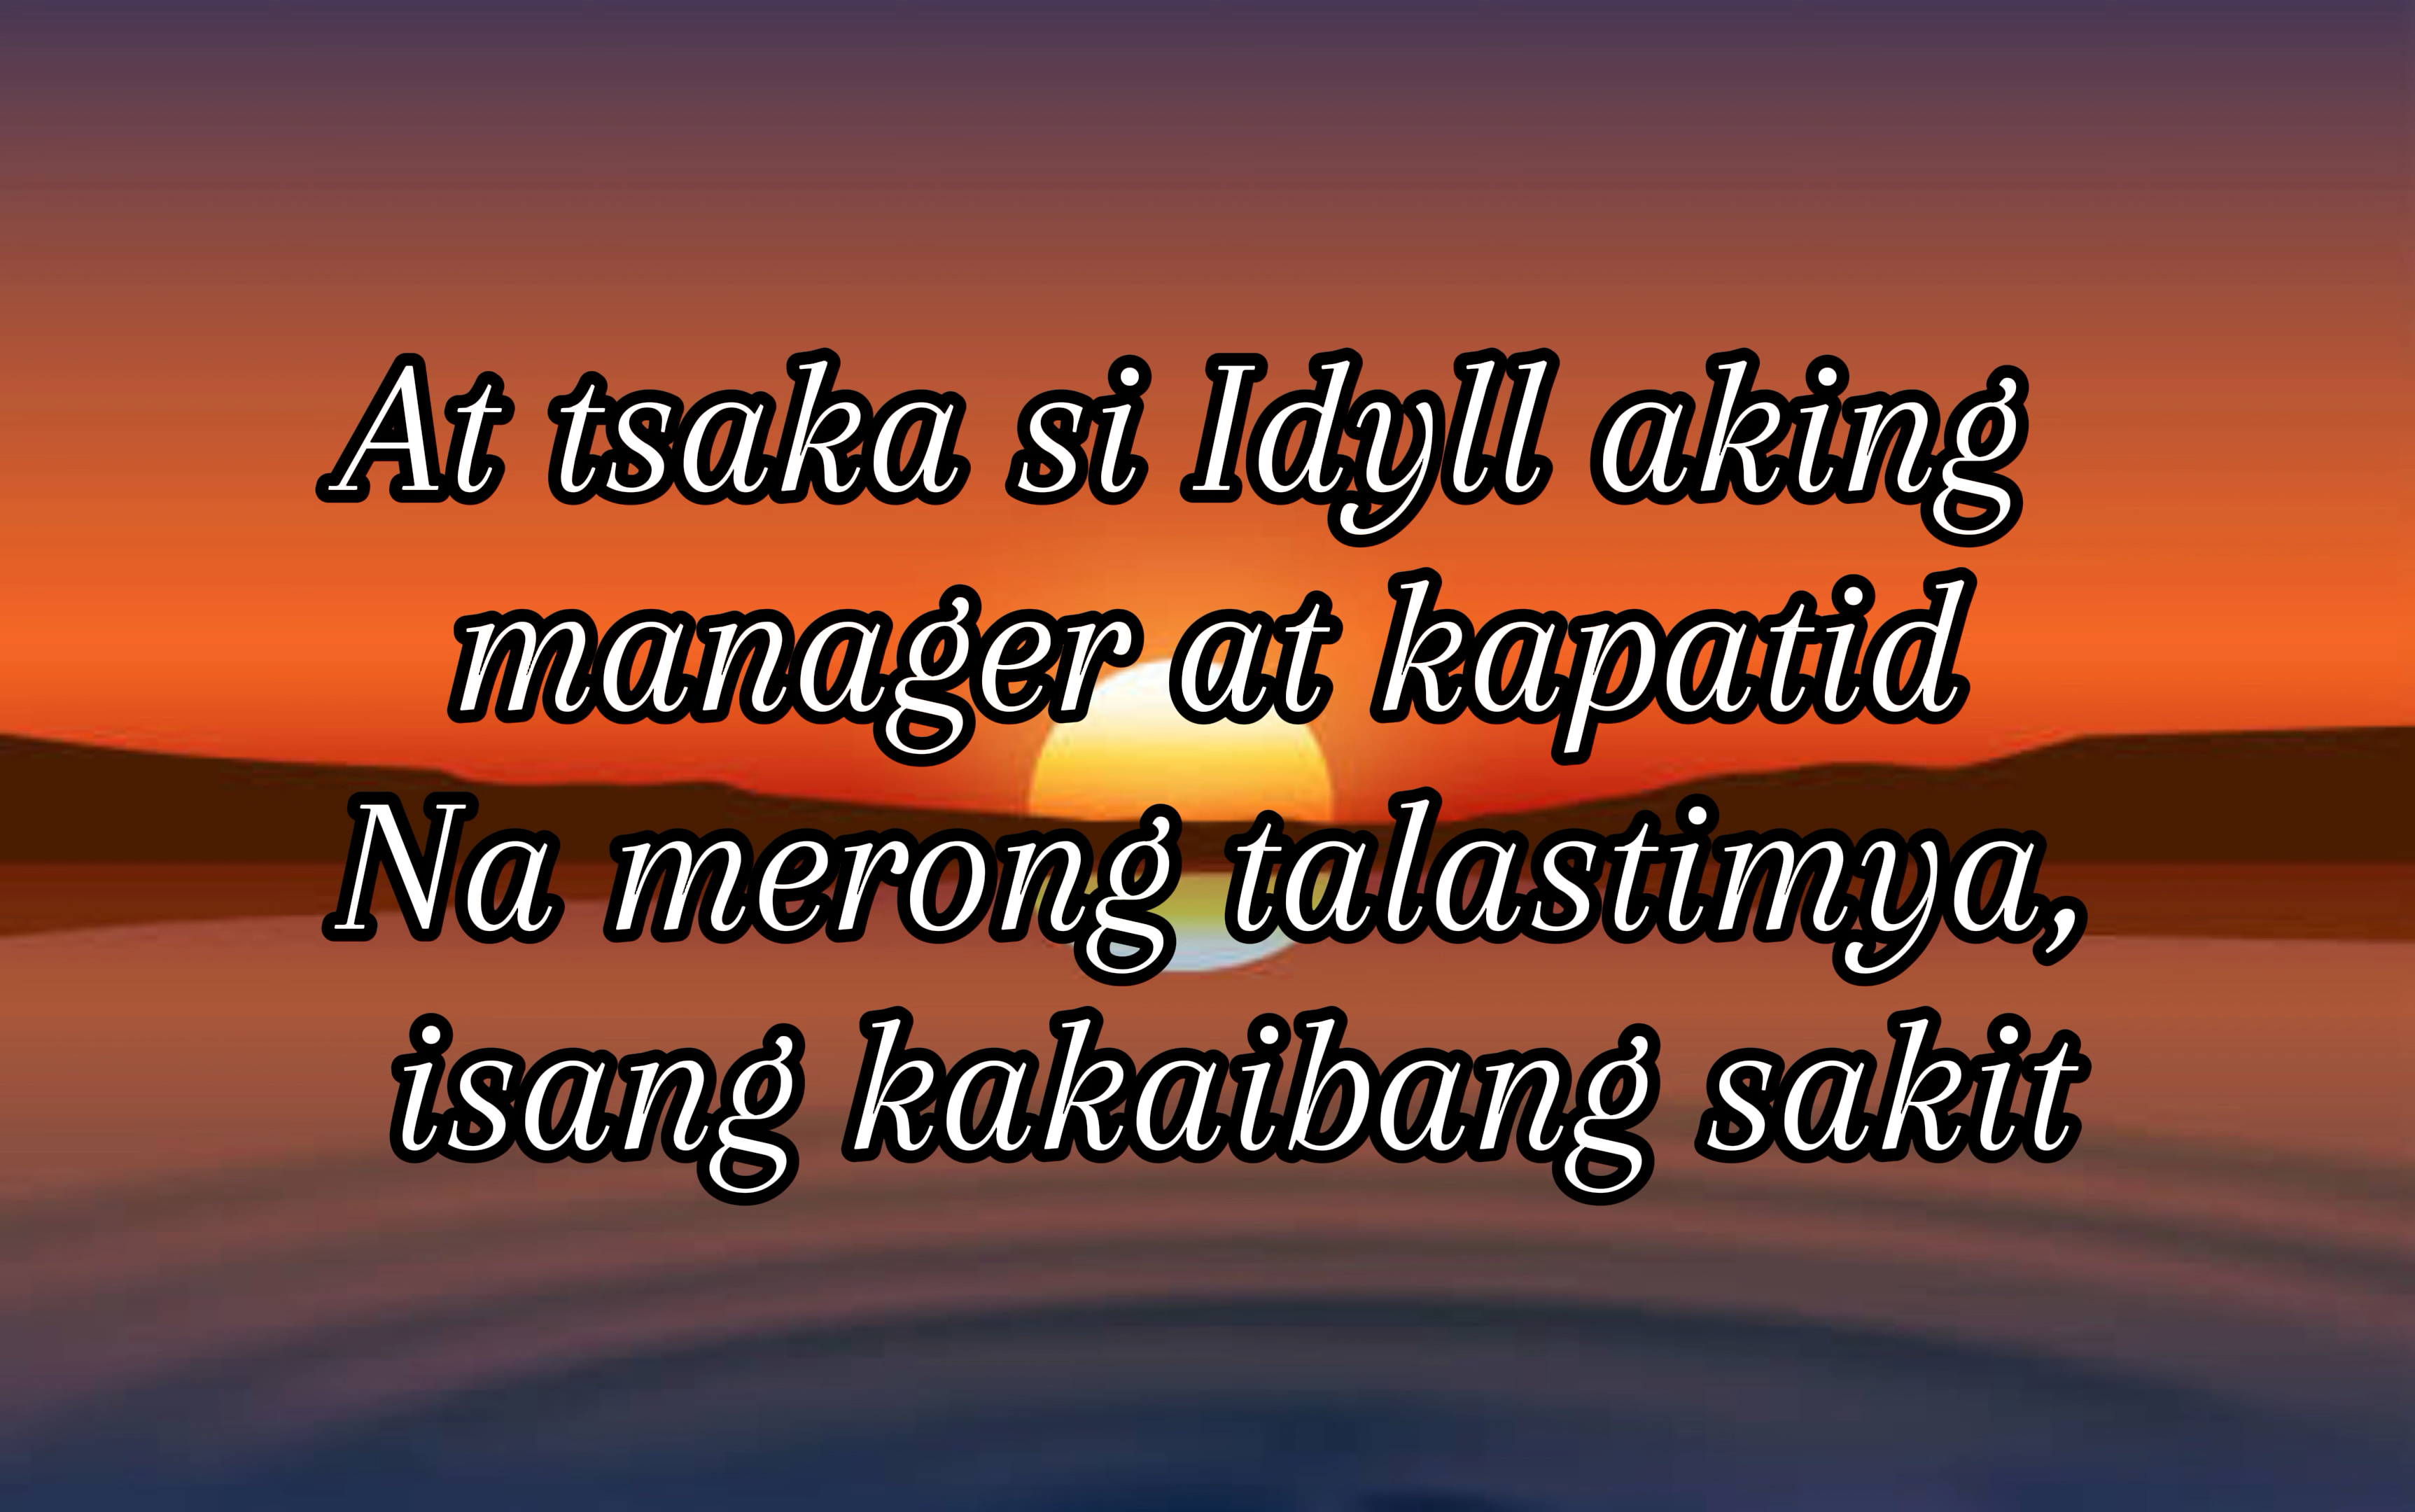 At tsaka si Idyll aking
manager at kapatid
Na merong talastimya,
isang kakaibang sakit